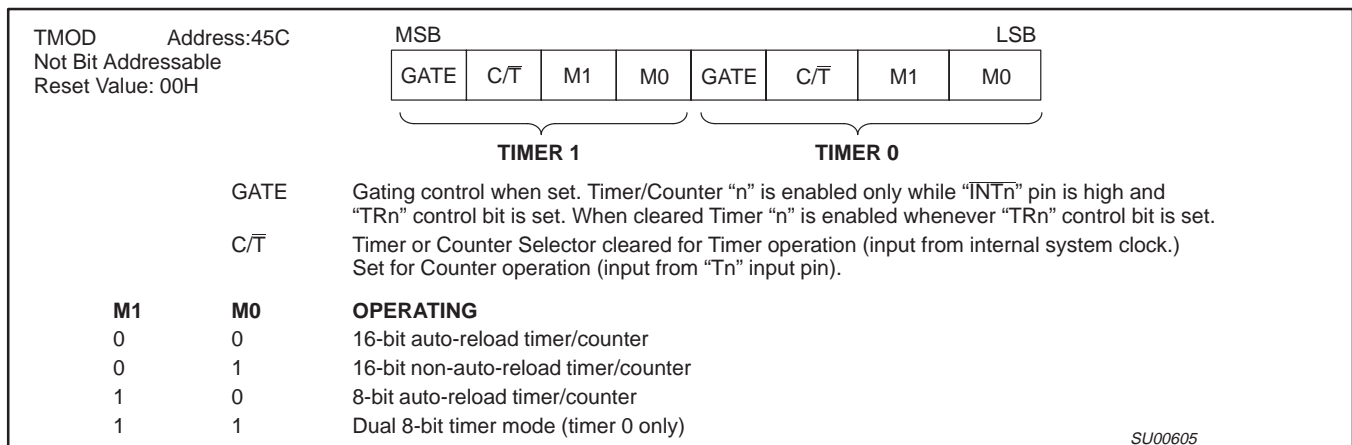 TMOD Address:45C
Not Bit Addressable
Reset Value: 00H
MSB LSB
GATE C/T̅ M1 M0 GATE C/T̅ M1 M0
TIMER 1 TIMER 0
GATE Gating control when set. Timer/Counter “n” is enabled only while “I̅N̅T̅n̅” pin is high and
“TRn” control bit is set. When cleared Timer “n” is enabled whenever “TRn” control bit is set.
C/T̅ Timer or Counter Selector cleared for Timer operation (input from internal system clock.)
Set for Counter operation (input from “Tn” input pin).
M1 M0 OPERATING
0 0 16-bit auto-reload timer/counter
0 1 16-bit non-auto-reload timer/counter
1 0 8-bit auto-reload timer/counter
1 1 Dual 8-bit timer mode (timer 0 only)
SU00605